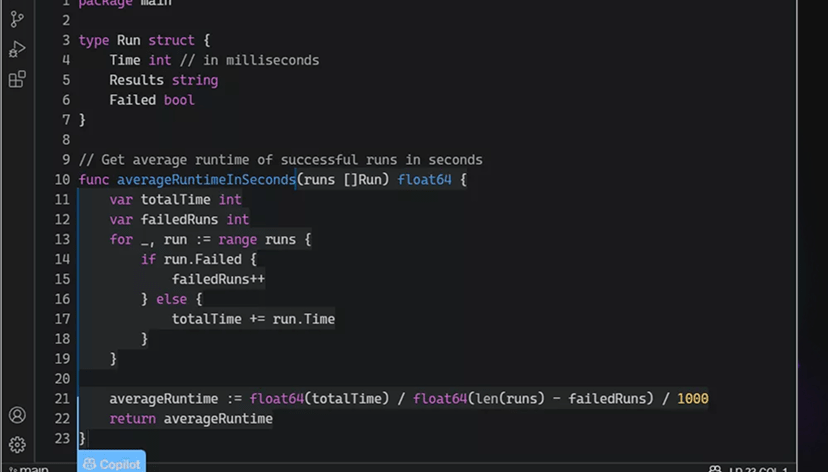 1 package main
2
3 type Run struct {
4     Time int // in milliseconds
5     Results string
6     Failed bool
7 }
8
9 // Get average runtime of successful runs in seconds
10 func averageRuntimeInSeconds(runs []Run) float64 {
11     var totalTime int
12     var failedRuns int
13     for _, run := range runs {
14         if run.Failed {
15             failedRuns++
16         } else {
17             totalTime += run.Time
18         }
19     }
20
21     averageRuntime := float64(totalTime) / float64(len(runs) - failedRuns) / 1000
22     return averageRuntime
23 }
Copilot
main LN 23 COL 1